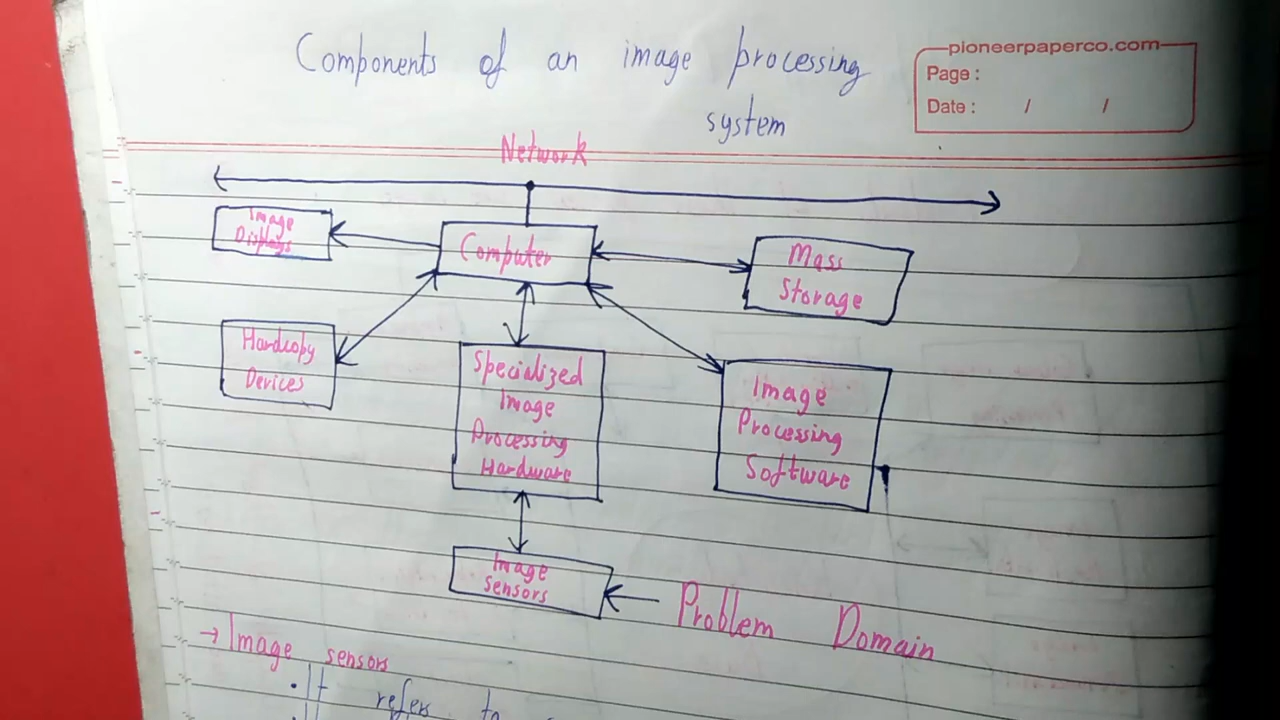 Components of an image processing
system
pioneerpaperco.com
Page :
Date : / /
Network
Image
Displays
Computer
Mass
Storage
Hardcopy
Devices
Specialized
Image
Processing
Hardware
Image
Processing
Software
Image
sensors
Problem Domain
→ Image sensors
• It refers to